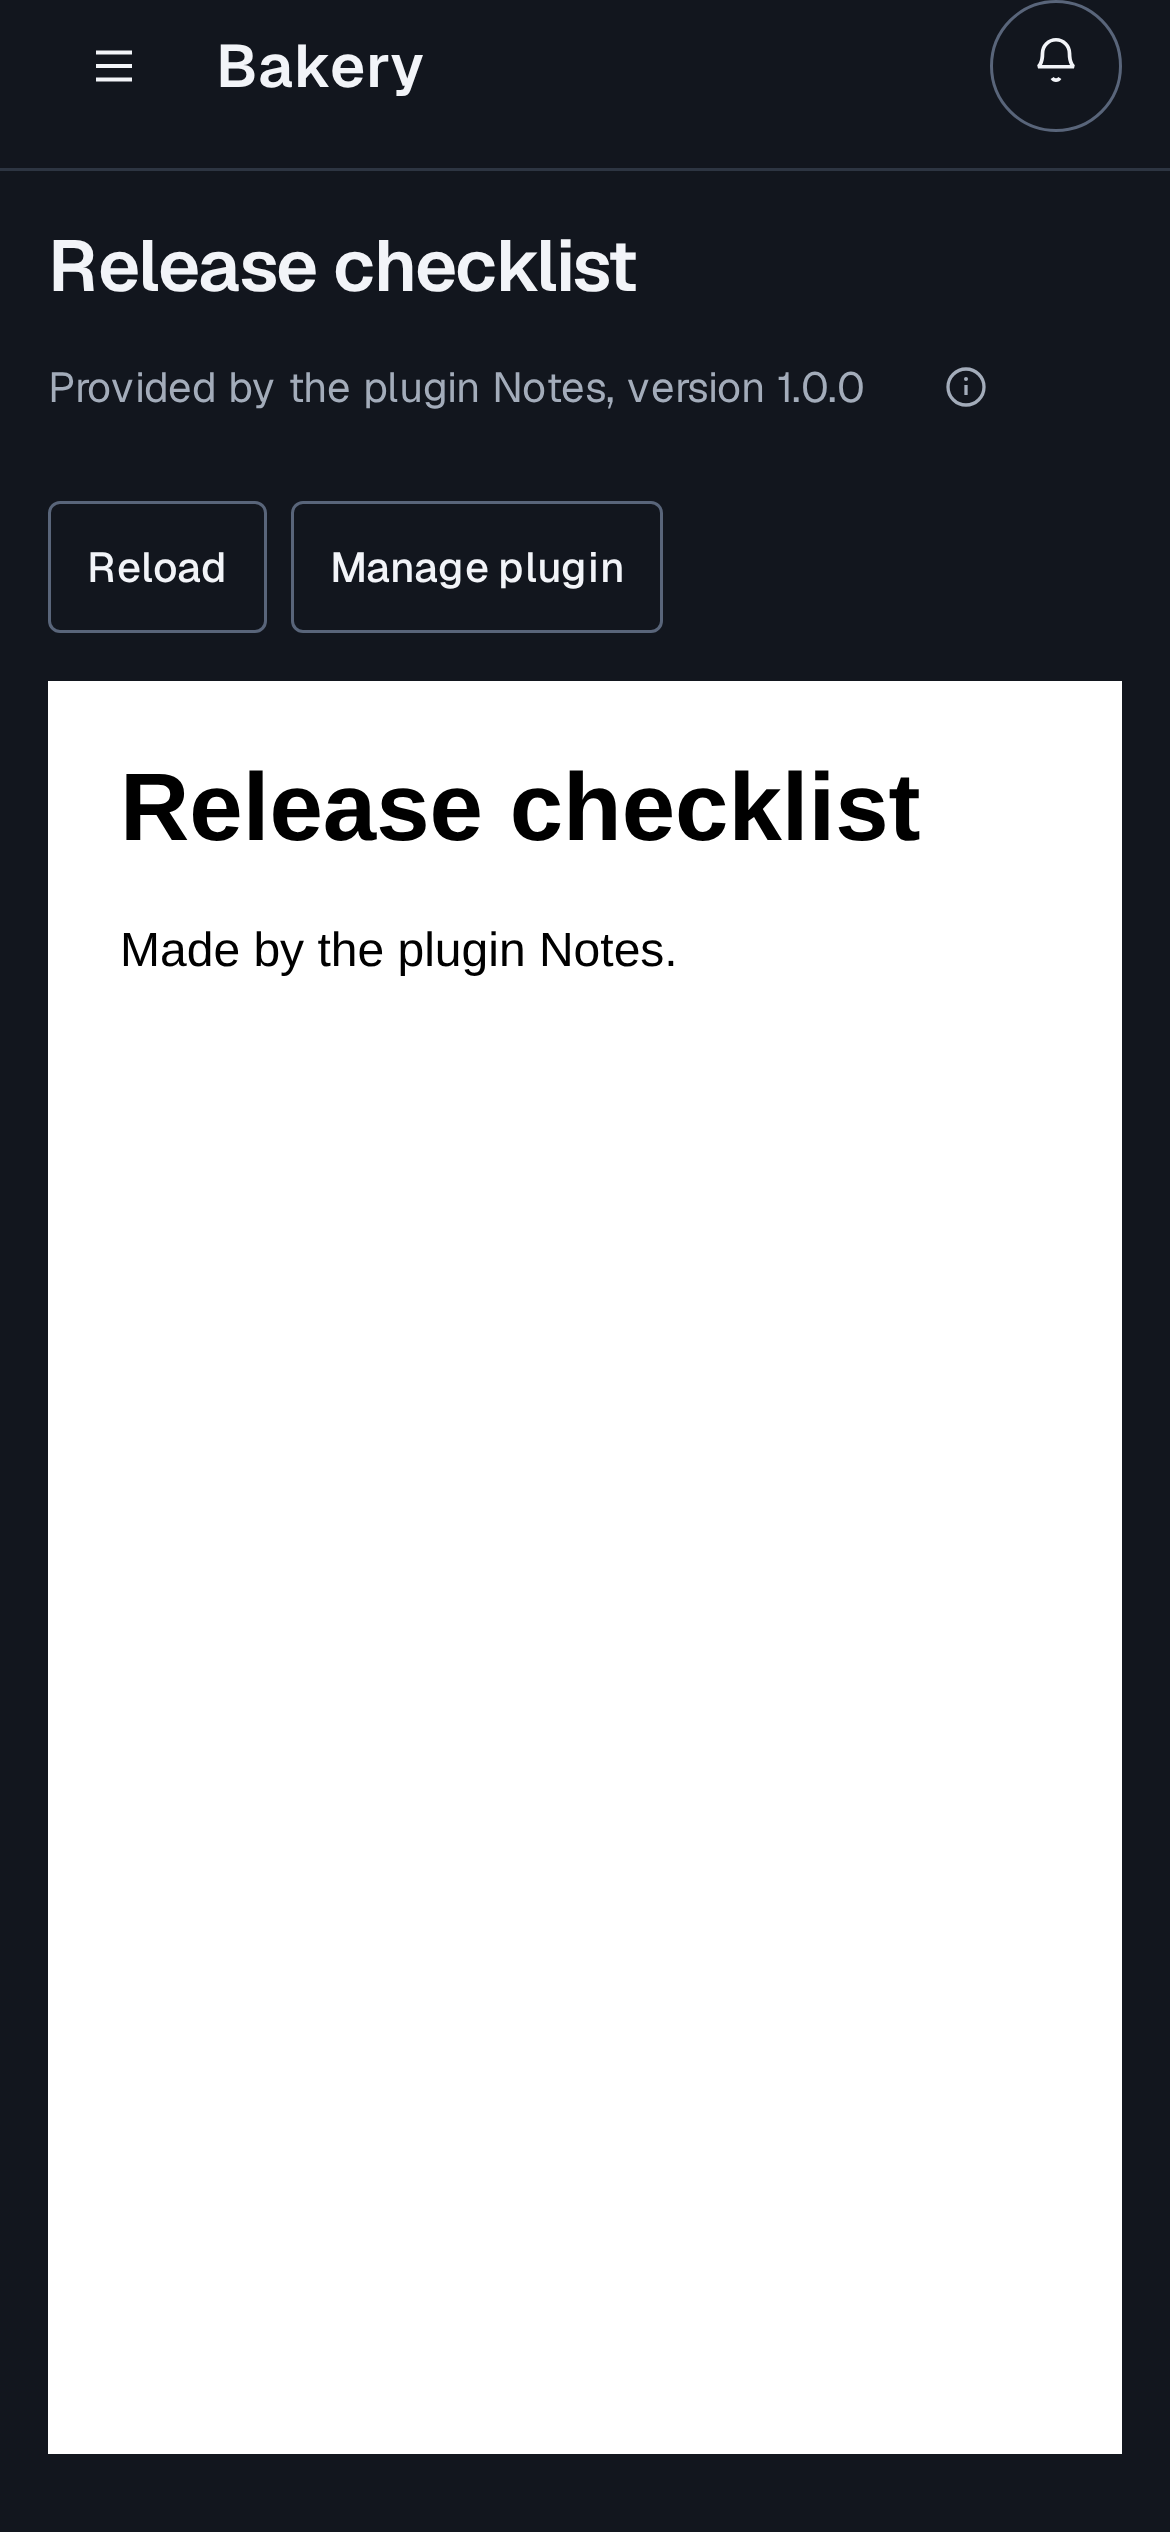 Bakery
Release checklist
Provided by the plugin Notes, version 1.0.0
Reload
Manage plugin
Release checklist
Made by the plugin Notes.